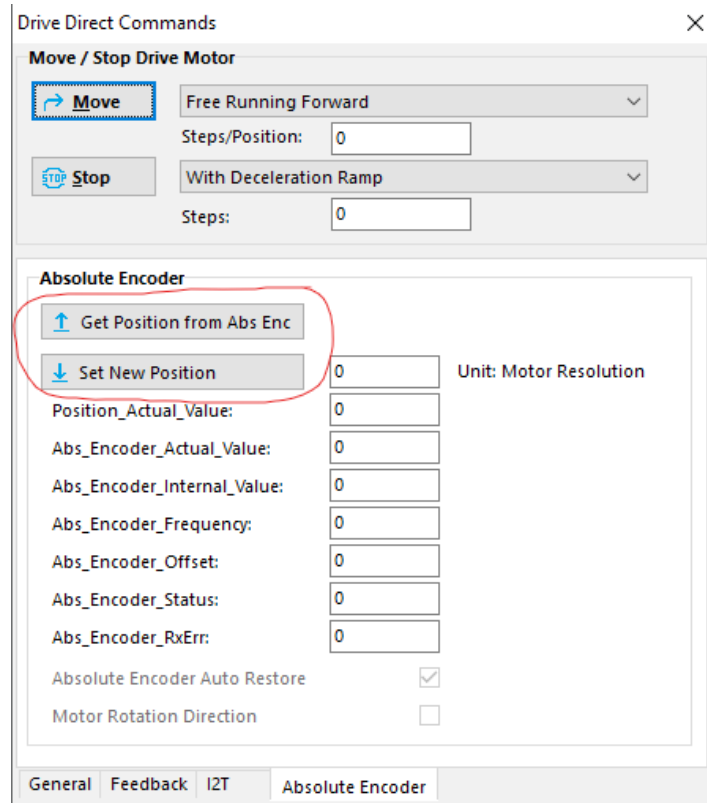 Drive Direct Commands
Move / Stop Drive Motor
Move
Free Running Forward
Steps/Position: 0
STOP Stop
With Deceleration Ramp
Steps: 0
Absolute Encoder
Get Position from Abs Enc
Set New Position 0 Unit: Motor Resolution
Position_Actual_Value: 0
Abs_Encoder_Actual_Value: 0
Abs_Encoder_Internal_Value: 0
Abs_Encoder_Frequency: 0
Abs_Encoder_Offset: 0
Abs_Encoder_Status: 0
Abs_Encoder_RxErr: 0
Absolute Encoder Auto Restore
Motor Rotation Direction
General Feedback I2T Absolute Encoder